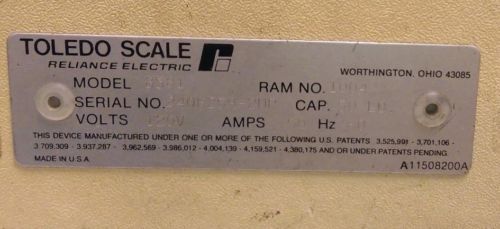 TOLEDO SCALE
RELIANCE ELECTRIC
WORTHINGTON, OHIO 43085
MODEL RAM NO.
SERIAL NO. CAP.
VOLTS 120V AMPS Hz
THIS DEVICE MANUFACTURED UNDER ONE OR MORE OF THE FOLLOWING U.S. PATENTS 3,525,991 - 3,701,106 -
3,709,309 - 3,937,287 - 3,962,569 - 3,986,012 - 4,004,139 - 4,159,521 - 4,380,175 AND/OR UNDER PATENTS PENDING.
MADE IN U.S.A A11508200A